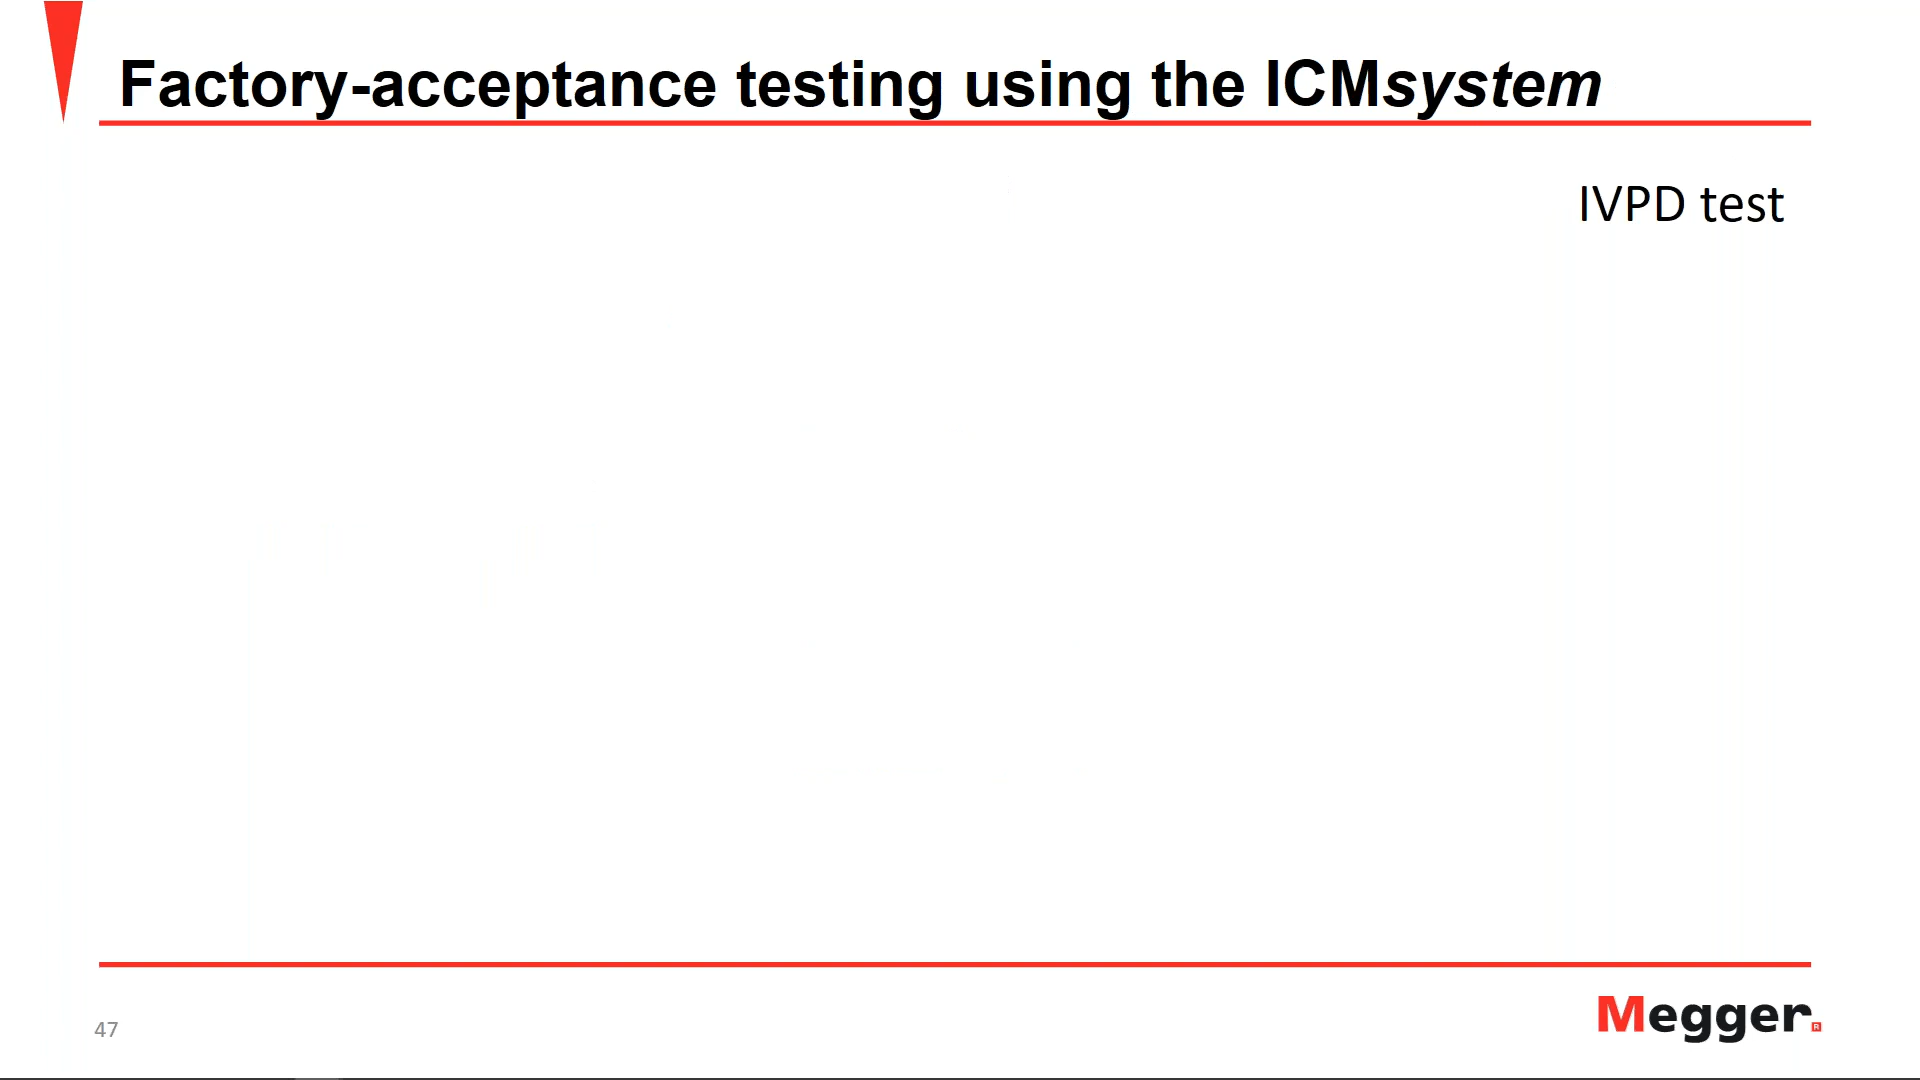 Factory-acceptance testing using the ICMsystem
IVPD test
47
Megger